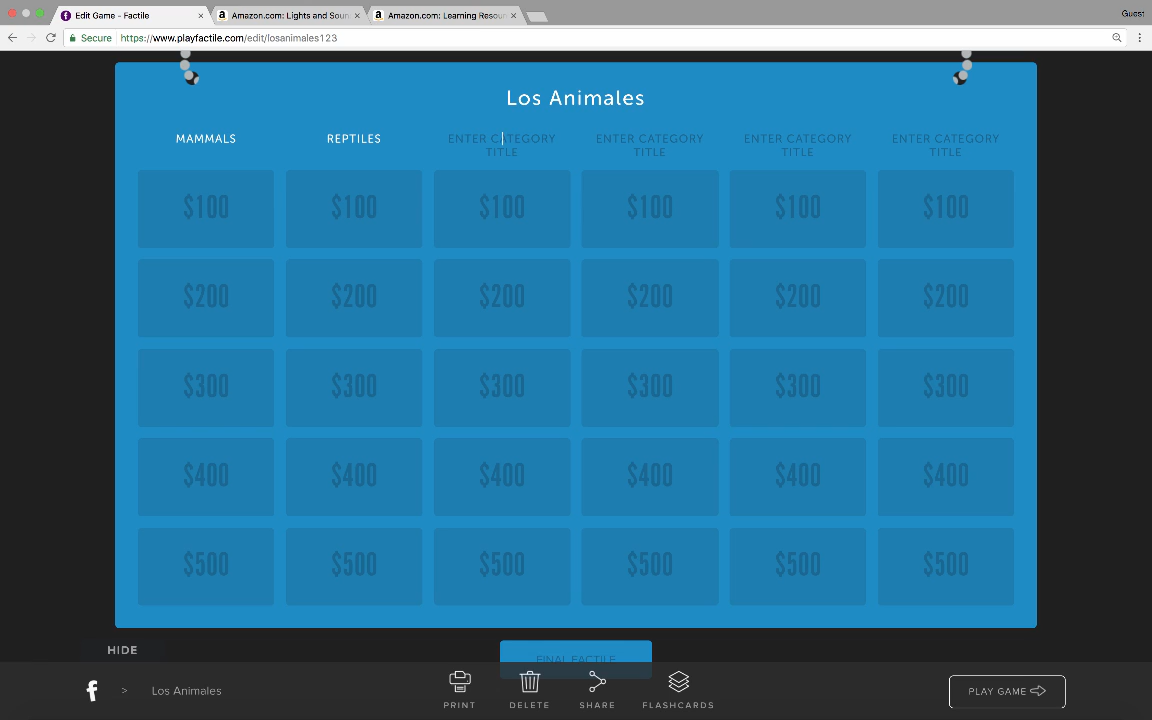 Edit Game - Factile
Amazon.com: Lights and Soun
Amazon.com: Learning Resour
Guest
Secure https://www.playfactile.com/edit/losanimales123
Los Animales
MAMMALS REPTILES ENTER CATEGORY TITLE ENTER CATEGORY TITLE ENTER CATEGORY TITLE ENTER CATEGORY TITLE
$100 $100 $100 $100 $100 $100
$200 $200 $200 $200 $200 $200
$300 $300 $300 $300 $300 $300
$400 $400 $400 $400 $400 $400
$500 $500 $500 $500 $500 $500
HIDE
FINAL FACTILE
f > Los Animales
PRINT DELETE SHARE FLASHCARDS
PLAY GAME